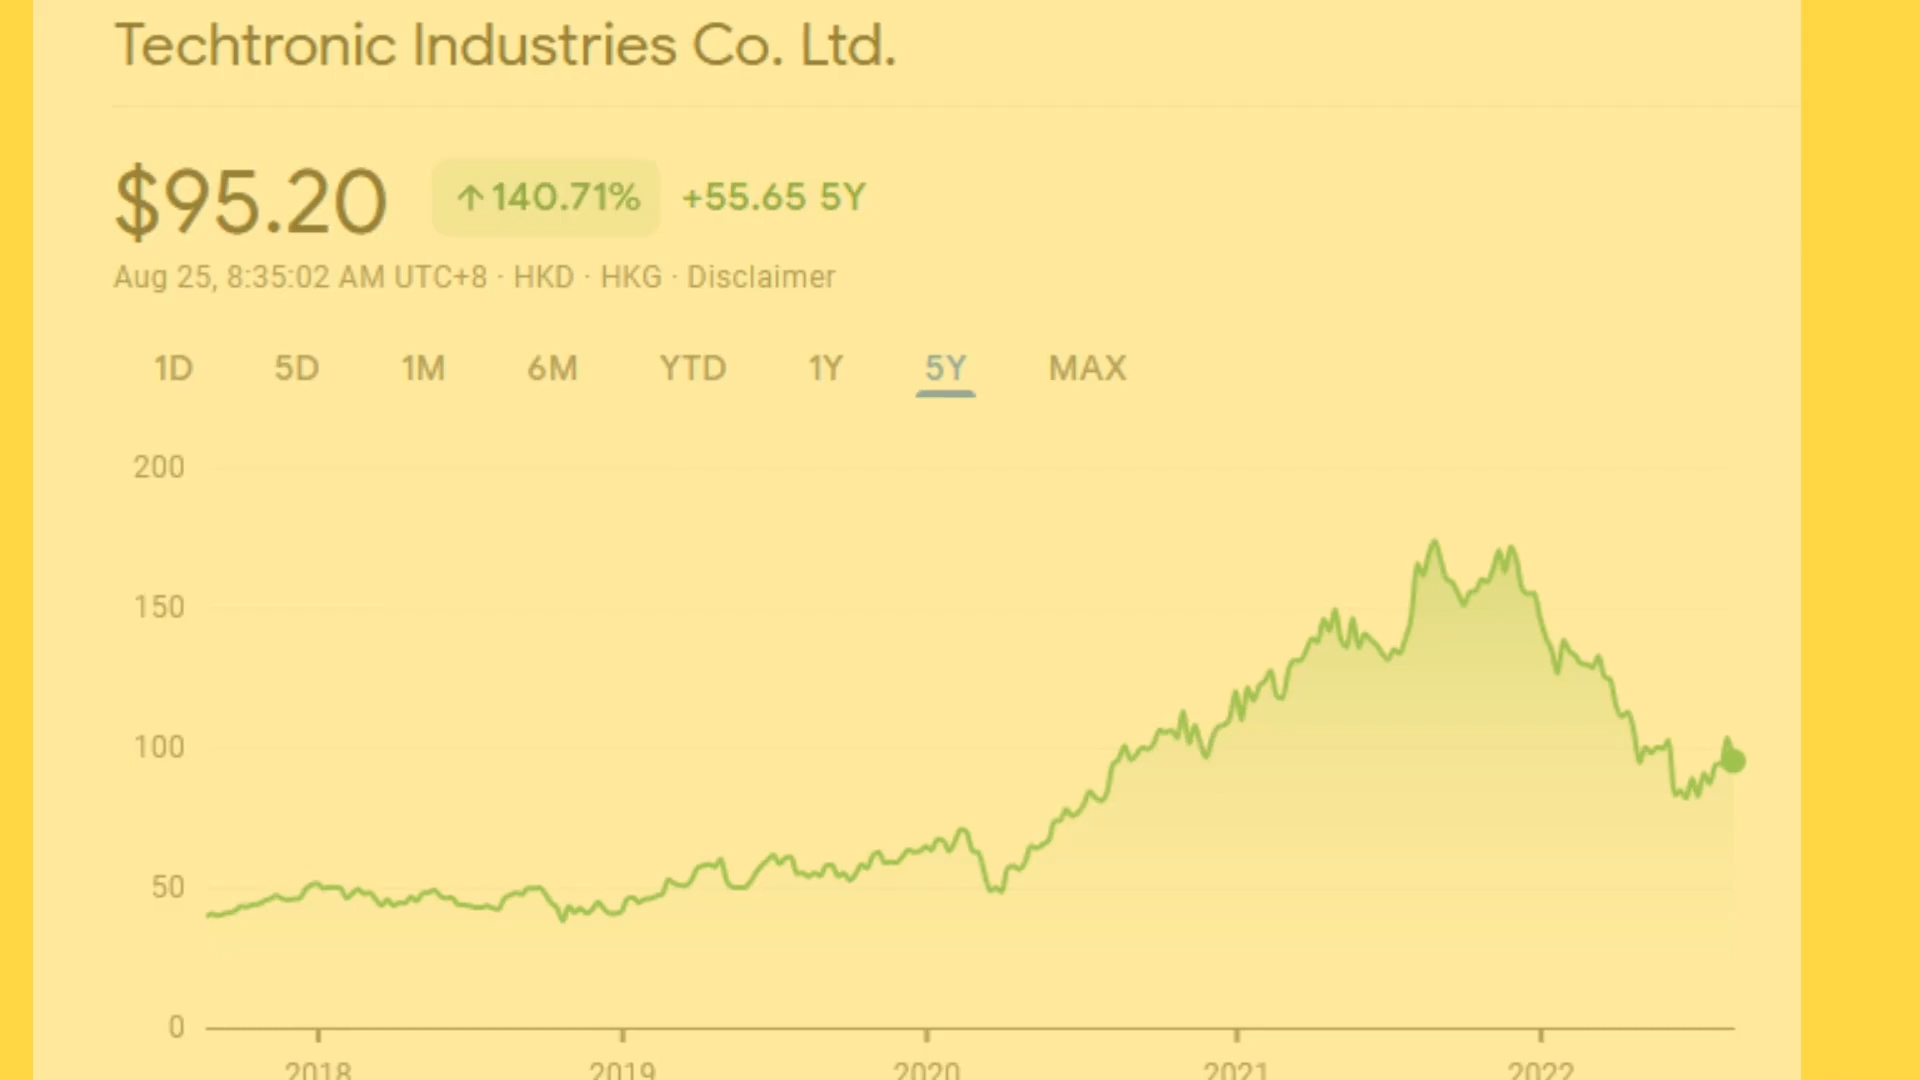 Techtronic Industries Co. Ltd.
$95.20 ↑140.71% +55.65 5Y
Aug 25, 8:35:02 AM UTC+8 · HKD · HKG · Disclaimer
1D 5D 1M 6M YTD 1Y 5Y MAX
200
150
100
50
0
2018 2019 2020 2021 2022